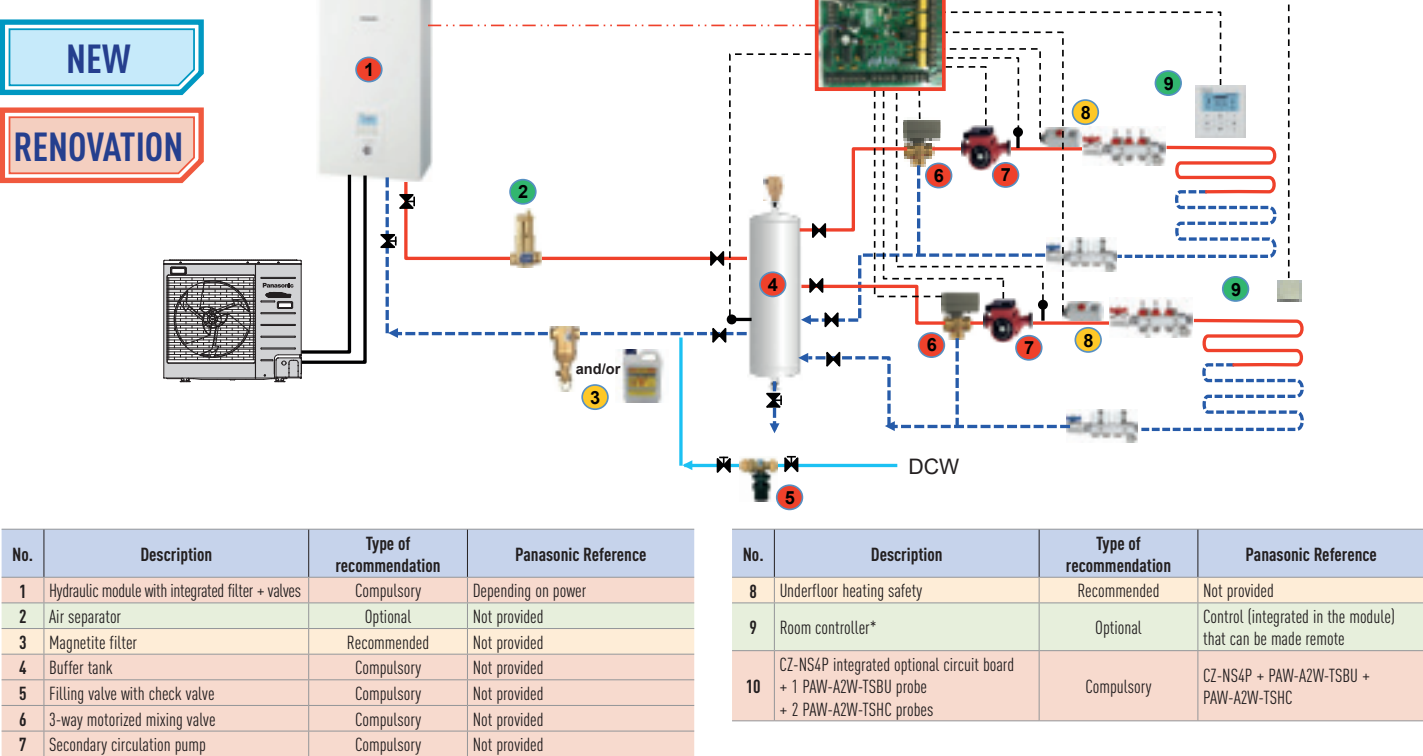 NEW
RENOVATION
1
2
9
8
6
7
Panasonic
4
9
6
7
8
and/or
3
DCW
5
No. Description Type of recommendation Panasonic Reference
1 Hydraulic module with integrated filter + valves Compulsory Depending on power
2 Air separator Optional Not provided
3 Magnetite filter Recommended Not provided
4 Buffer tank Compulsory Not provided
5 Filling valve with check valve Compulsory Not provided
6 3-way motorized mixing valve Compulsory Not provided
7 Secondary circulation pump Compulsory Not provided
No. Description Type of recommendation Panasonic Reference
8 Underfloor heating safety Recommended Not provided
9 Room controller* Optional Control (integrated in the module)
that can be made remote
10 CZ-NS4P integrated optional circuit board
+ 1 PAW-A2W-TSBU probe
+ 2 PAW-A2W-TSHC probes
Compulsory
CZ-NS4P + PAW-A2W-TSBU +
PAW-A2W-TSHC